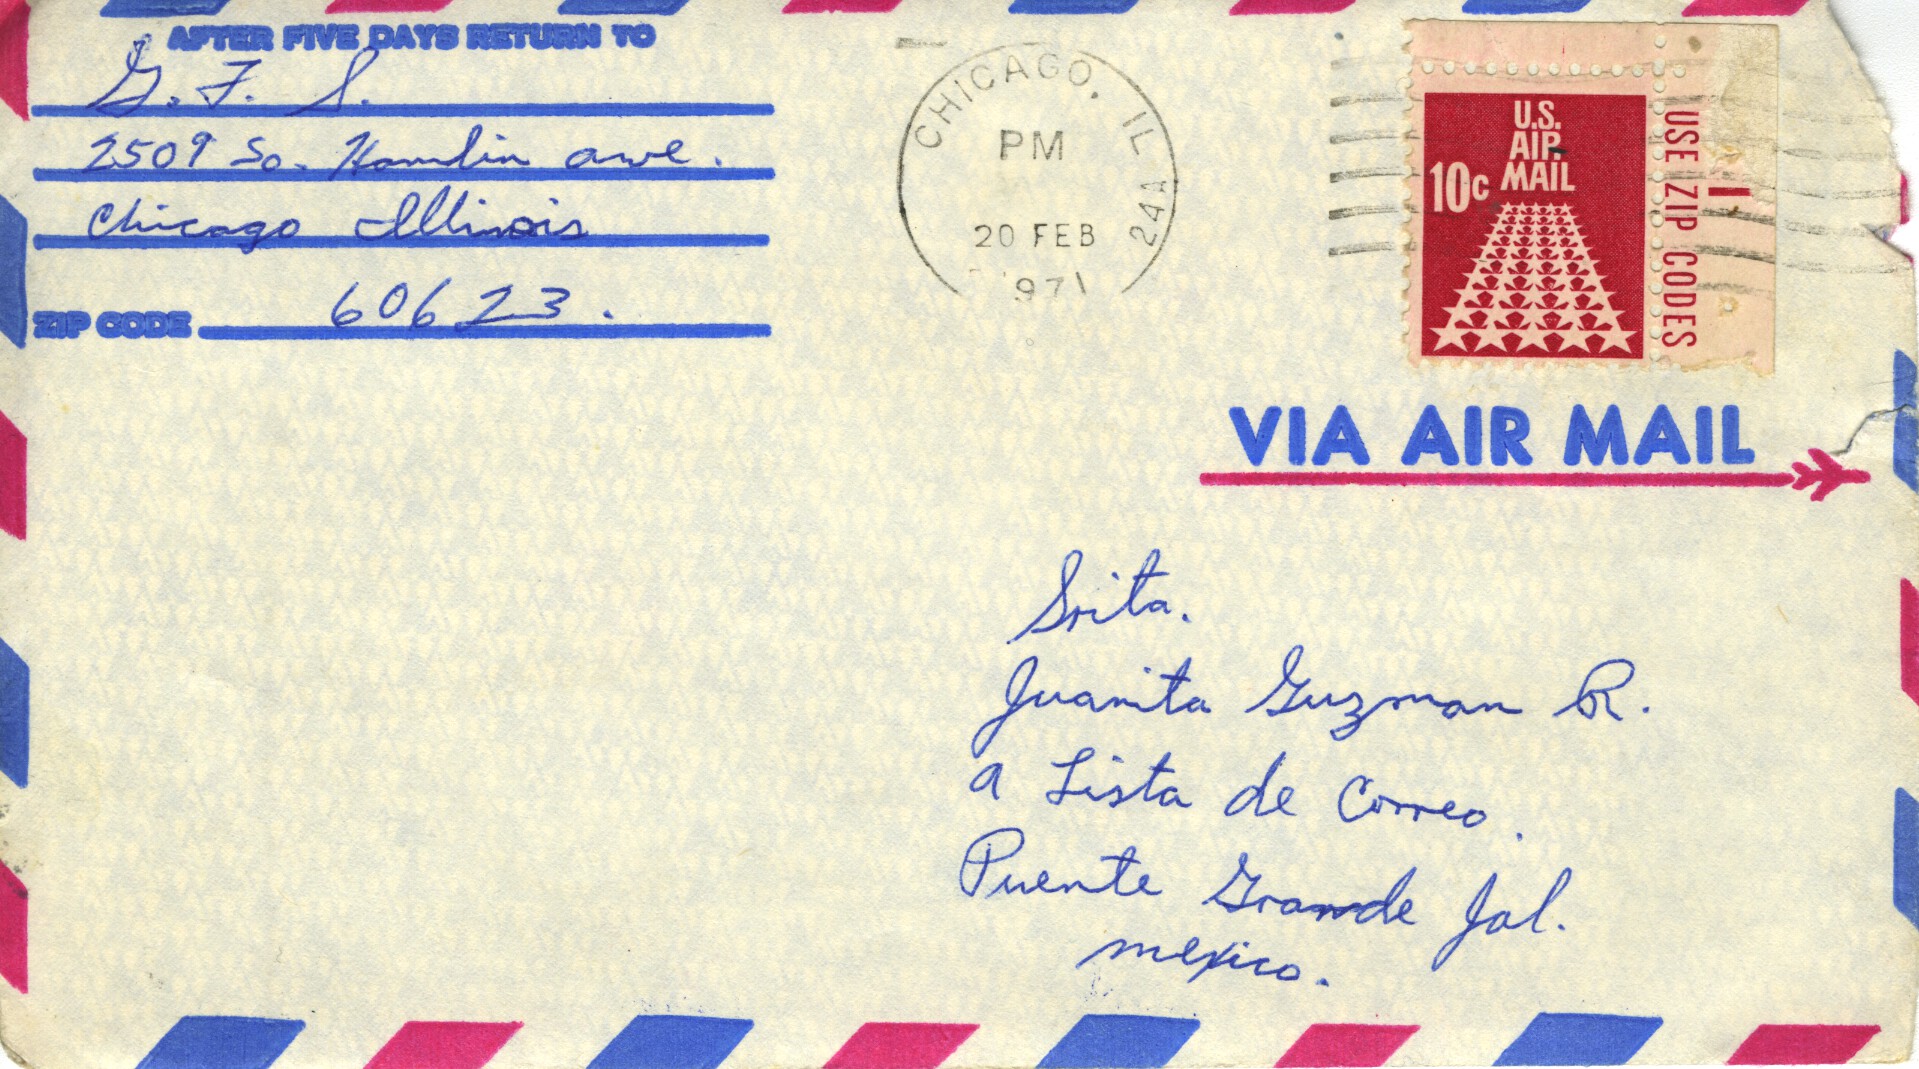 AFTER FIVE DAYS RETURN TO
G. F. S.
2509 So. Hamlin ave.
Chicago Illinois
ZIP CODE 60623.
CHICAGO, IL 24A
PM
20 FEB
1971
U.S.
AIR
MAIL
10c
USE ZIP CODES
VIA AIR MAIL
Srita.
Juanita Guzman R.
a Lista de Correo.
Puente Grande Jal.
mexico.